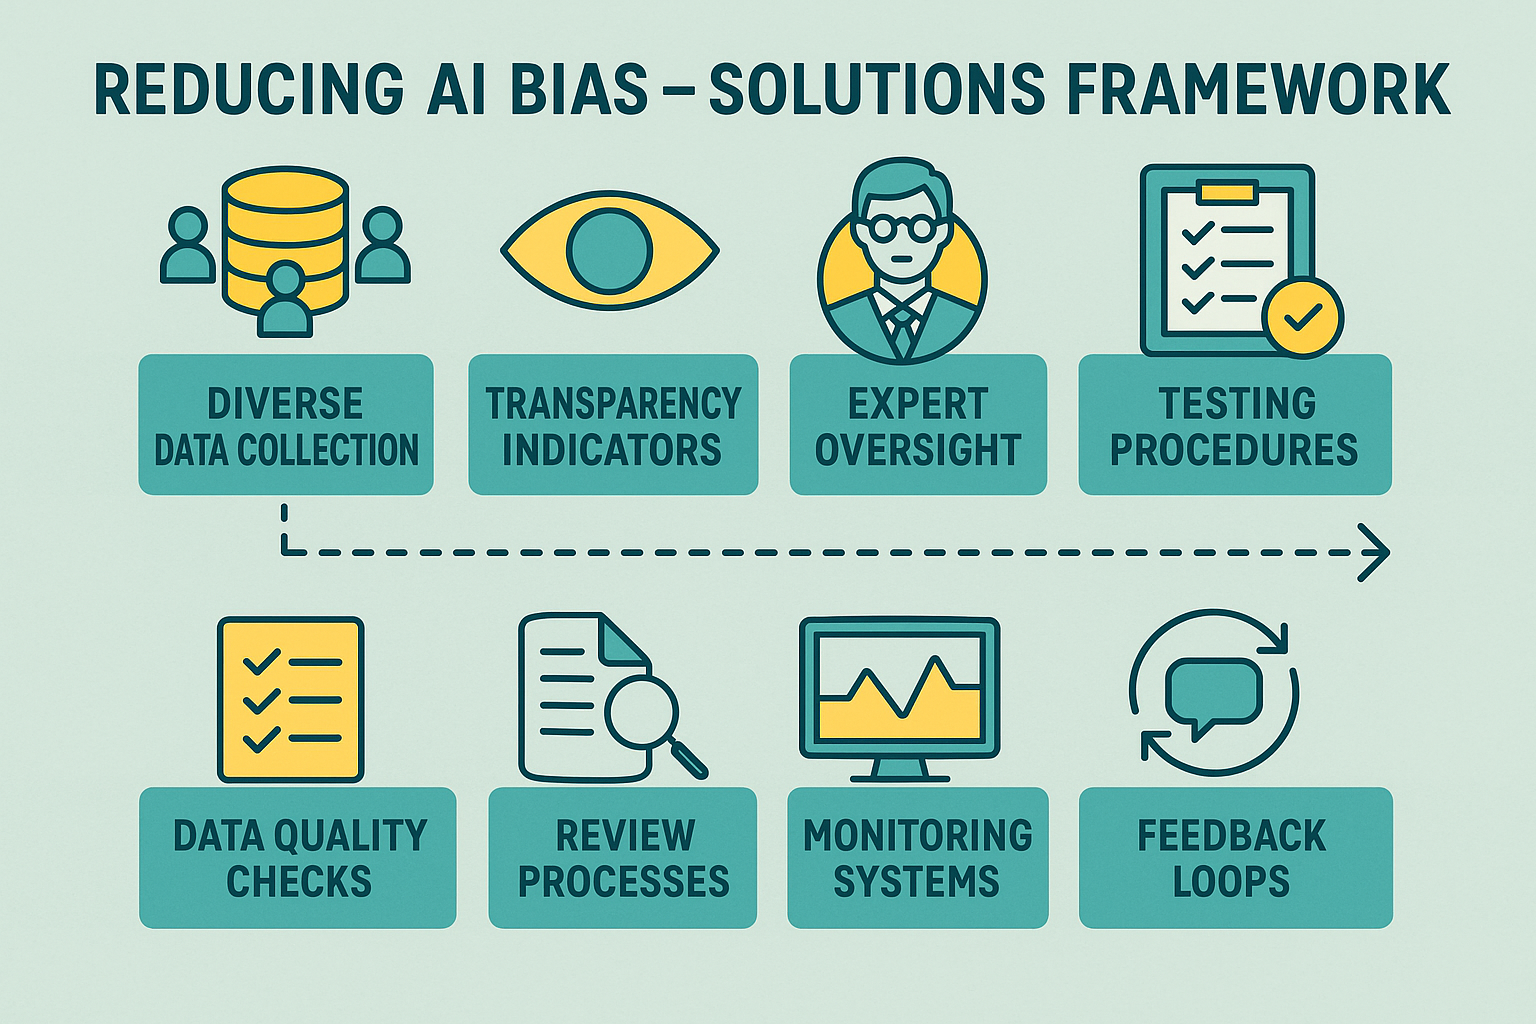 REDUCING AI BIAS – SOLUTIONS FRAMEWORK
DIVERSE
DATA COLLECTION
TRANSPARENCY
INDICATORS
EXPERT
OVERSIGHT
TESTING
PROCEDURES
DATA QUALITY
CHECKS
REVIEW
PROCESSES
MONITORING
SYSTEMS
FEEDBACK
LOOPS